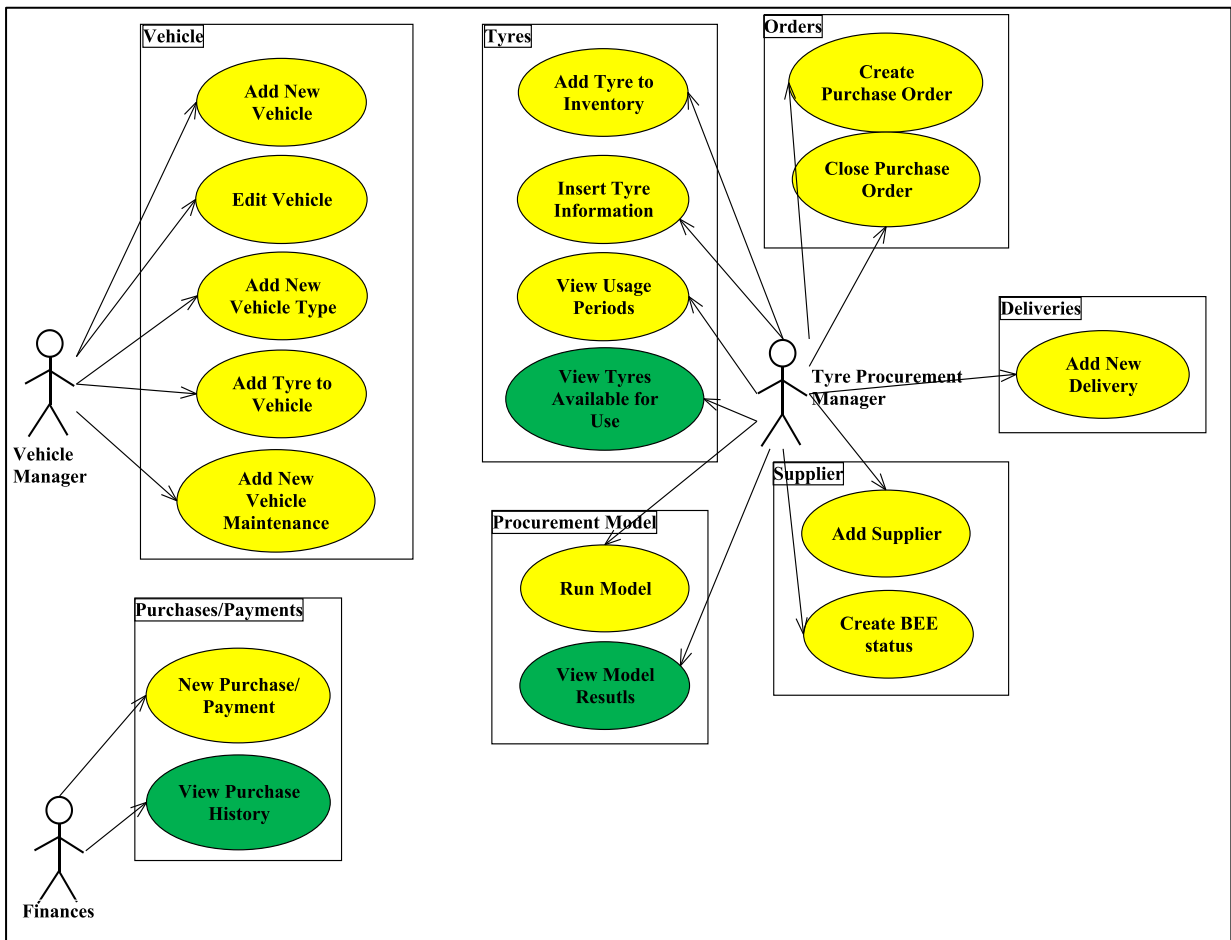 Vehicle
Add New
Vehicle
Edit Vehicle
Add New
Vehicle Type
Add Tyre to
Vehicle
Add New
Vehicle
Maintenance
Vehicle
Manager
Tyres
Add Tyre to
Inventory
Insert Tyre
Information
View Usage
Periods
View Tyres
Available for
Use
Orders
Create
Purchase Order
Close Purchase
Order
Deliveries
Add New
Delivery
Tyre Procurement
Manager
Supplier
Add Supplier
Create BEE
status
Procurement Model
Run Model
View Model
Resutls
Purchases/Payments
New Purchase/
Payment
View Purchase
History
Finances